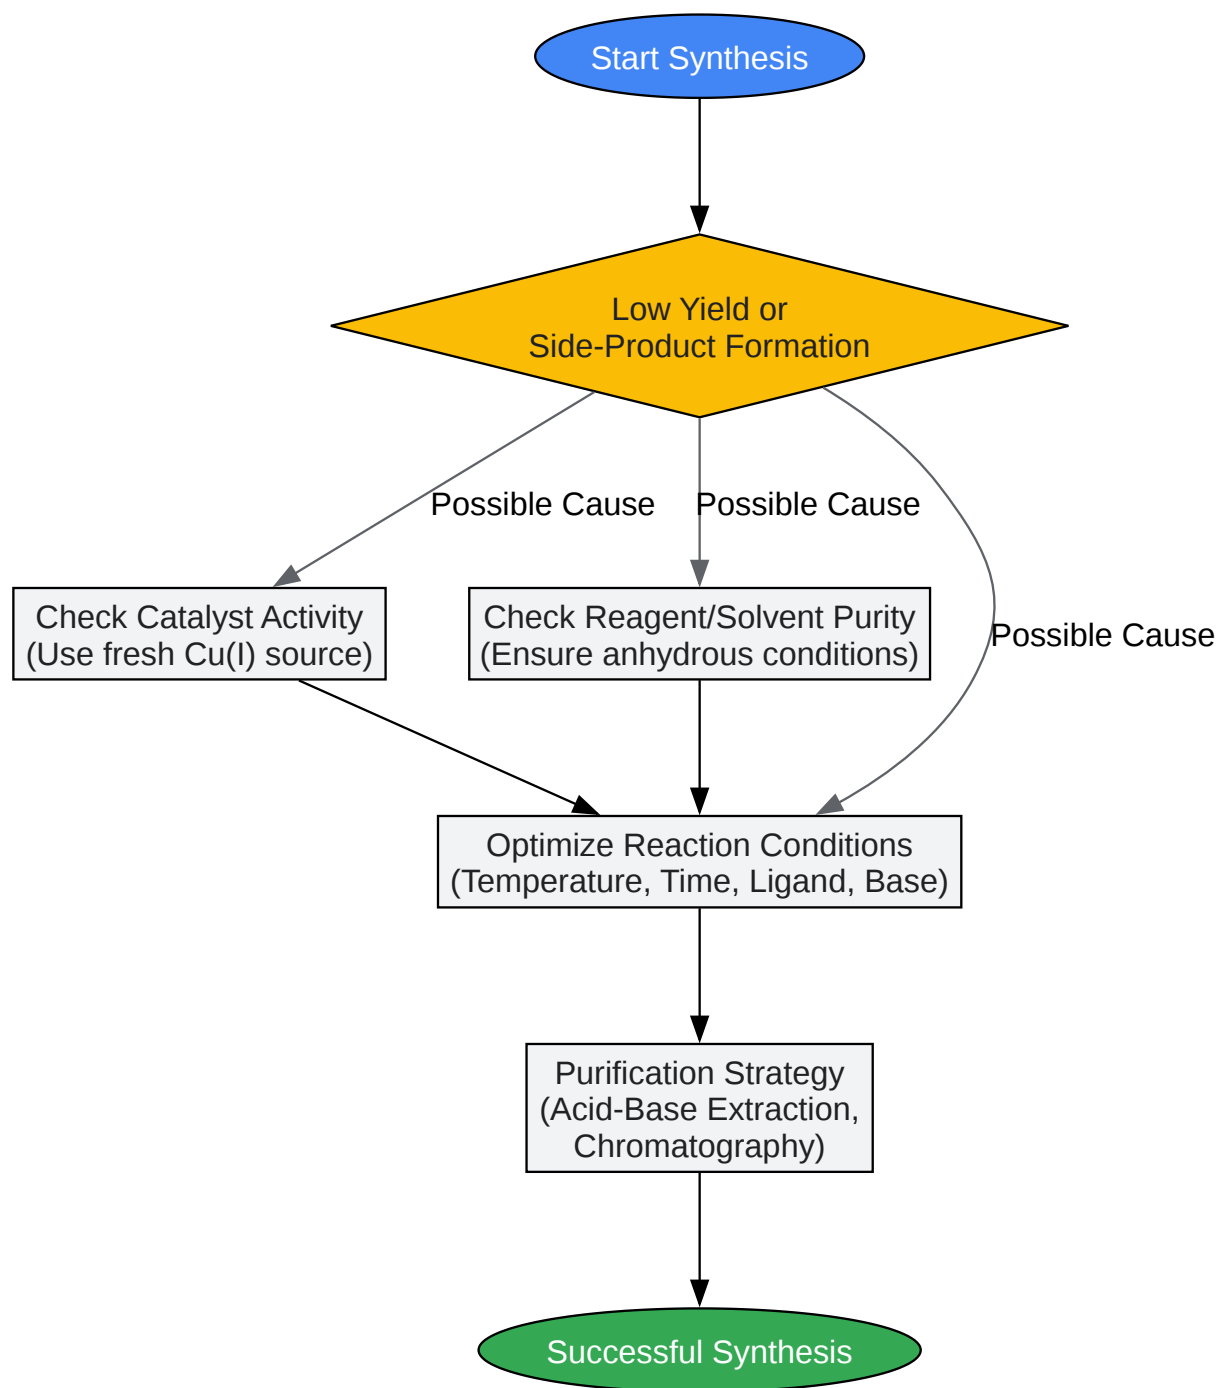 Start Synthesis
Low Yield or
Side-Product Formation
Possible Cause
Possible Cause
Check Catalyst Activity
(Use fresh Cu(I) source)
Check Reagent/Solvent Purity
(Ensure anhydrous conditions)
Possible Cause
Optimize Reaction Conditions
(Temperature, Time, Ligand, Base)
Purification Strategy
(Acid-Base Extraction,
Chromatography)
Successful Synthesis